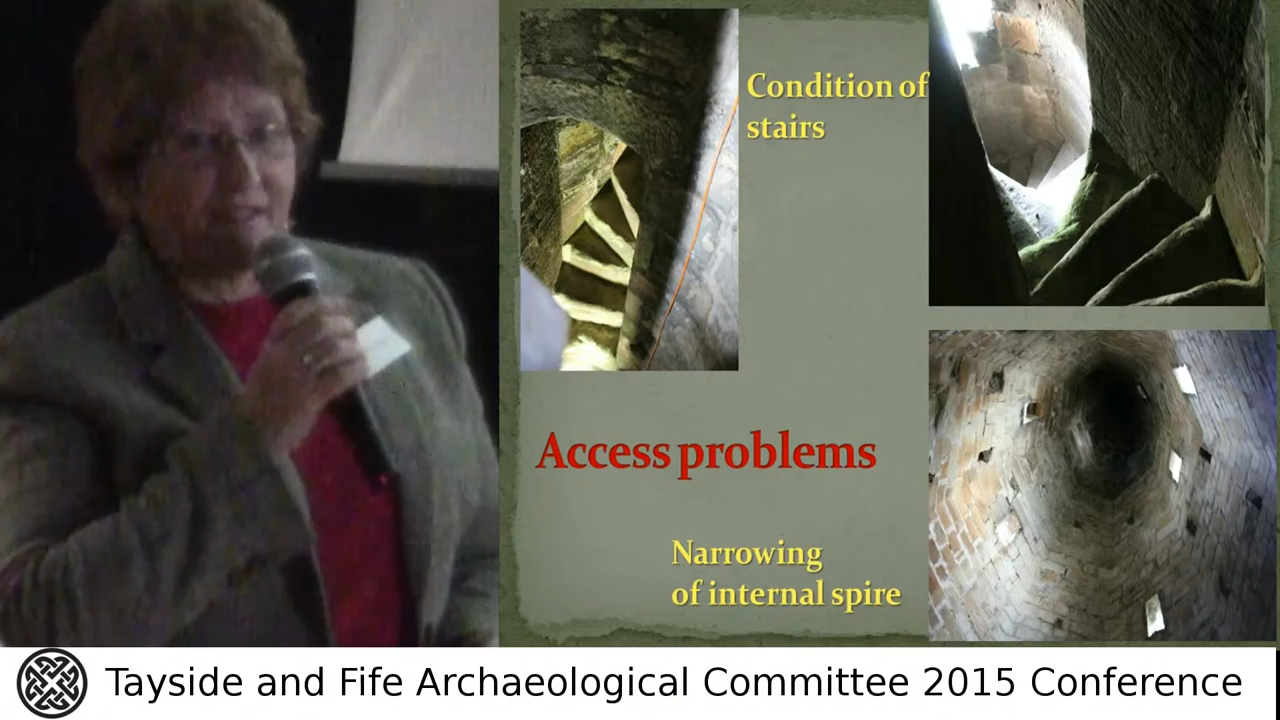 Condition of
stairs
Access problems
Narrowing
of internal spire
Tayside and Fife Archaeological Committee 2015 Conference